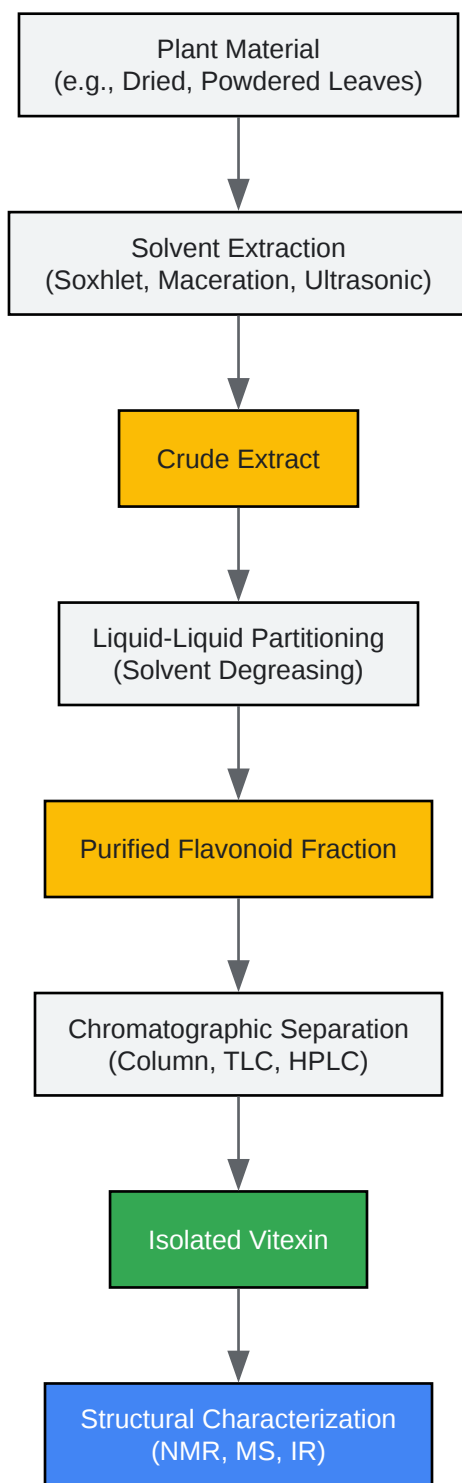 Plant Material
(e.g., Dried, Powdered Leaves)
Solvent Extraction
(Soxhlet, Maceration, Ultrasonic)
Crude Extract
Liquid-Liquid Partitioning
(Solvent Degreasing)
Purified Flavonoid Fraction
Chromatographic Separation
(Column, TLC, HPLC)
Isolated Vitexin
Structural Characterization
(NMR, MS, IR)